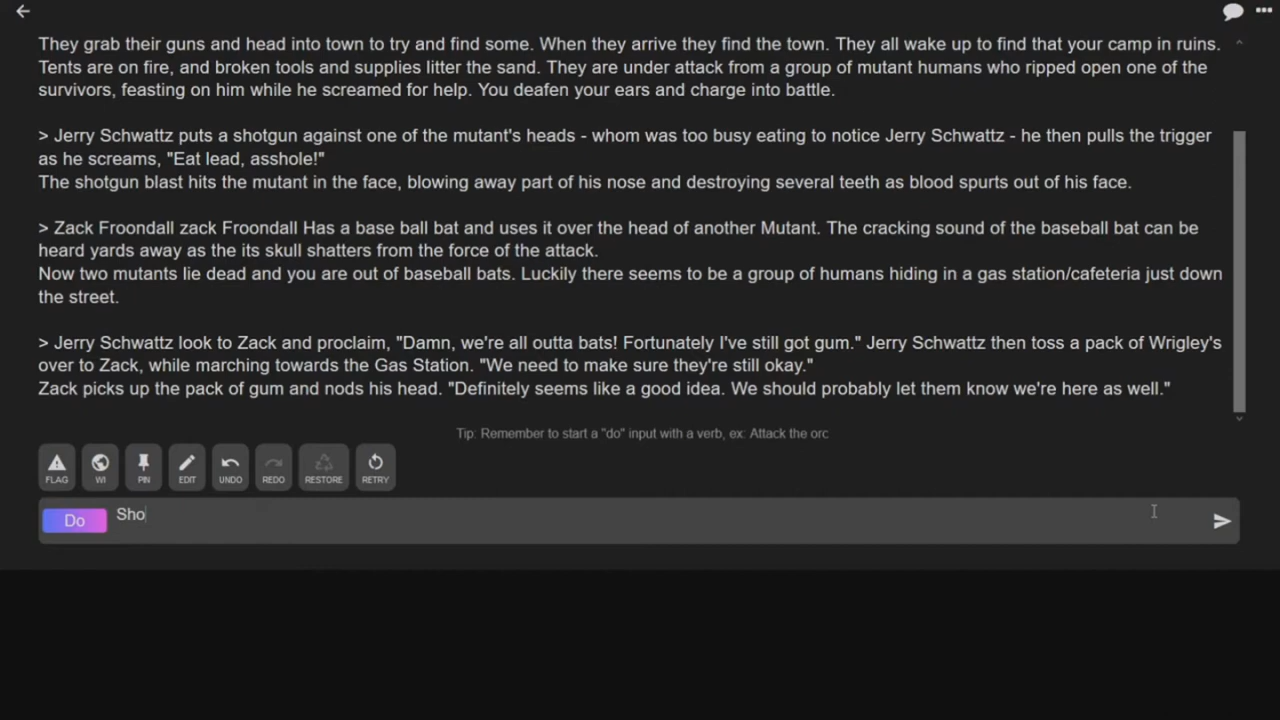 They grab their guns and head into town to try and find some. When they arrive they find the town. They all wake up to find that your camp in ruins.
Tents are on fire, and broken tools and supplies litter the sand. They are under attack from a group of mutant humans who ripped open one of the
survivors, feasting on him while he screamed for help. You deafen your ears and charge into battle.
> Jerry Schwattz puts a shotgun against one of the mutant's heads - whom was too busy eating to notice Jerry Schwattz - he then pulls the trigger
as he screams, "Eat lead, asshole!"
The shotgun blast hits the mutant in the face, blowing away part of his nose and destroying several teeth as blood spurts out of his face.
> Zack Froondall zack Froondall Has a base ball bat and uses it over the head of another Mutant. The cracking sound of the baseball bat can be
heard yards away as the its skull shatters from the force of the attack.
Now two mutants lie dead and you are out of baseball bats. Luckily there seems to be a group of humans hiding in a gas station/cafeteria just down
the street.
> Jerry Schwattz look to Zack and proclaim, "Damn, we're all outta bats! Fortunately I've still got gum." Jerry Schwattz then toss a pack of Wrigley's
over to Zack, while marching towards the Gas Station. "We need to make sure they're still okay."
Zack picks up the pack of gum and nods his head. "Definitely seems like a good idea. We should probably let them know we're here as well."
Tip: Remember to start a "do" input with a verb, ex: Attack the orc
FLAG WI PIN EDIT UNDO REDO RESTORE RETRY
Do Sho